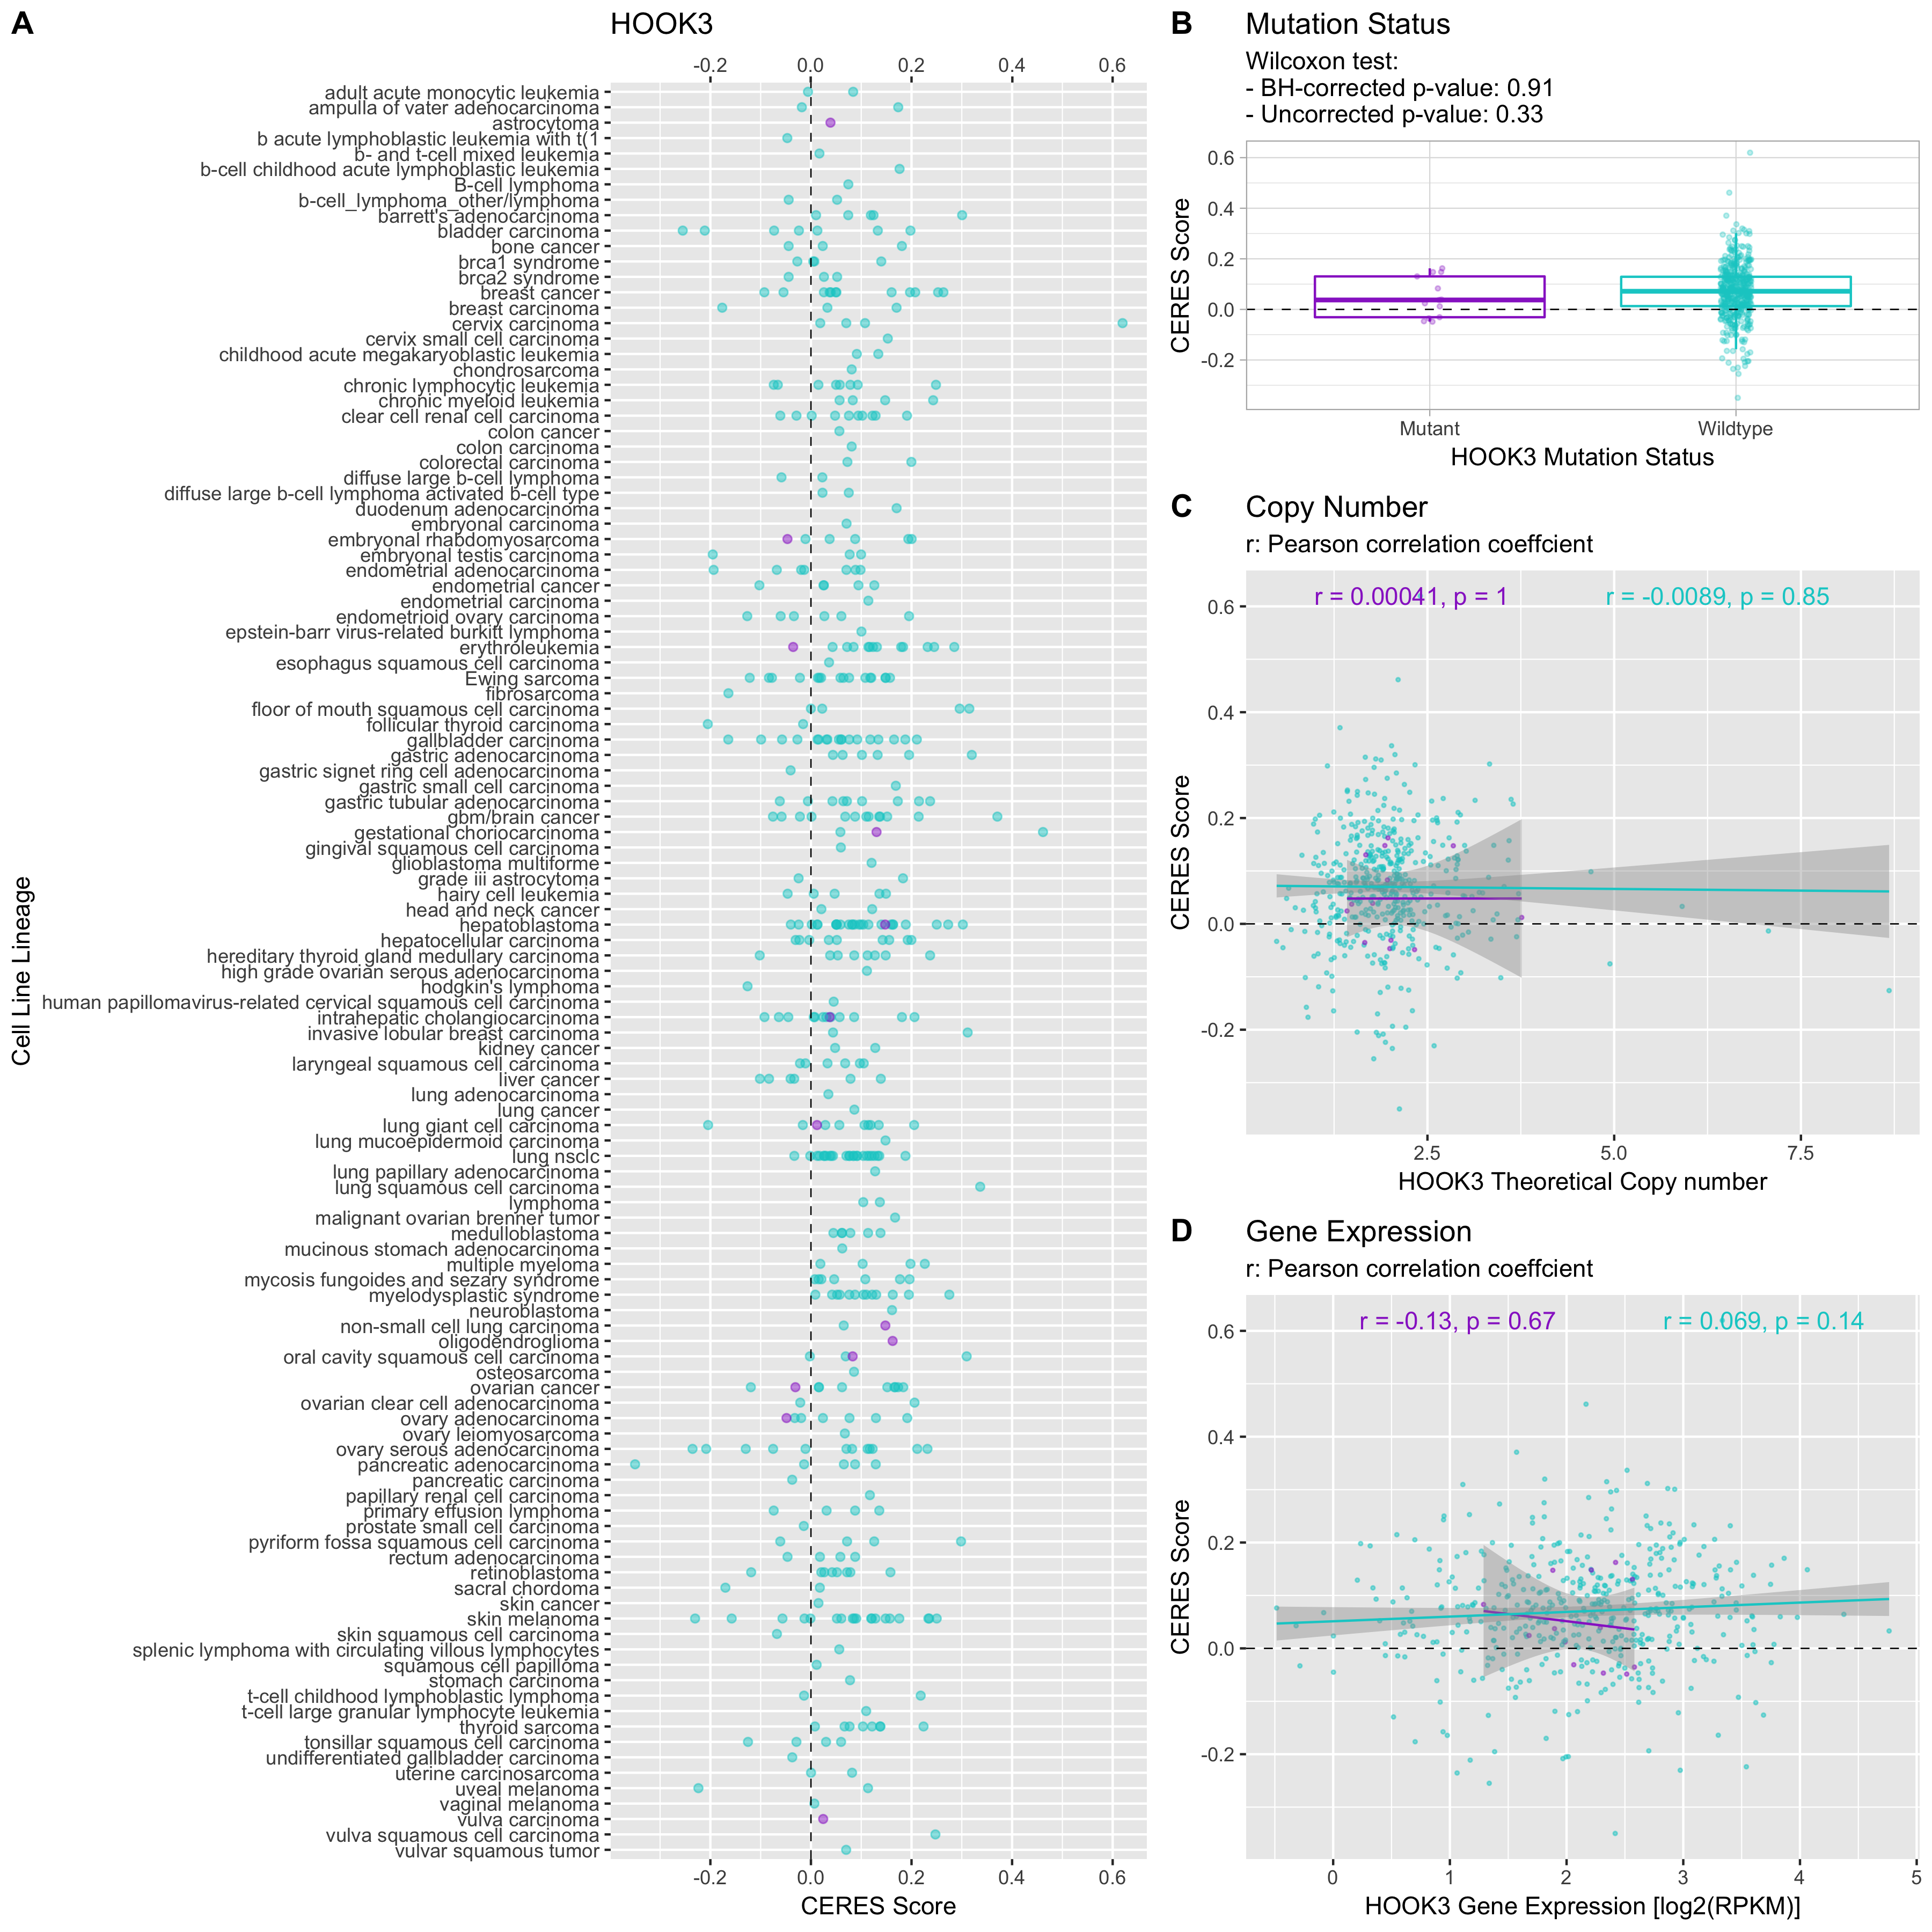 A
HOOK3
-0.2 0.0 0.2 0.4 0.6
Cell Line Lineage
adult acute monocytic leukemia
ampulla of vater adenocarcinoma
astrocytoma
b acute lymphoblastic leukemia with t(1
b- and t-cell mixed leukemia
b-cell childhood acute lymphoblastic leukemia
B-cell lymphoma
b-cell_lymphoma_other/lymphoma
barrett's adenocarcinoma
bladder carcinoma
bone cancer
brca1 syndrome
brca2 syndrome
breast cancer
breast carcinoma
cervix carcinoma
cervix small cell carcinoma
childhood acute megakaryoblastic leukemia
chondrosarcoma
chronic lymphocytic leukemia
chronic myeloid leukemia
clear cell renal cell carcinoma
colon cancer
colon carcinoma
colorectal carcinoma
diffuse large b-cell lymphoma
diffuse large b-cell lymphoma activated b-cell type
duodenum adenocarcinoma
embryonal carcinoma
embryonal rhabdomyosarcoma
embryonal testis carcinoma
endometrial adenocarcinoma
endometrial cancer
endometrial carcinoma
endometrioid ovary carcinoma
epstein-barr virus-related burkitt lymphoma
erythroleukemia
esophagus squamous cell carcinoma
Ewing sarcoma
fibrosarcoma
floor of mouth squamous cell carcinoma
follicular thyroid carcinoma
gallbladder carcinoma
gastric adenocarcinoma
gastric signet ring cell adenocarcinoma
gastric small cell carcinoma
gastric tubular adenocarcinoma
gbm/brain cancer
gestational choriocarcinoma
gingival squamous cell carcinoma
glioblastoma multiforme
grade iii astrocytoma
hairy cell leukemia
head and neck cancer
hepatoblastoma
hepatocellular carcinoma
hereditary thyroid gland medullary carcinoma
high grade ovarian serous adenocarcinoma
hodgkin's lymphoma
human papillomavirus-related cervical squamous cell carcinoma
intrahepatic cholangiocarcinoma
invasive lobular breast carcinoma
kidney cancer
laryngeal squamous cell carcinoma
liver cancer
lung adenocarcinoma
lung cancer
lung giant cell carcinoma
lung mucoepidermoid carcinoma
lung nsclc
lung papillary adenocarcinoma
lung squamous cell carcinoma
lymphoma
malignant ovarian brenner tumor
medulloblastoma
mucinous stomach adenocarcinoma
multiple myeloma
mycosis fungoides and sezary syndrome
myelodysplastic syndrome
neuroblastoma
non-small cell lung carcinoma
oligodendroglioma
oral cavity squamous cell carcinoma
osteosarcoma
ovarian cancer
ovarian clear cell adenocarcinoma
ovary adenocarcinoma
ovary leiomyosarcoma
ovary serous adenocarcinoma
pancreatic adenocarcinoma
pancreatic carcinoma
papillary renal cell carcinoma
primary effusion lymphoma
prostate small cell carcinoma
pyriform fossa squamous cell carcinoma
rectum adenocarcinoma
retinoblastoma
sacral chordoma
skin cancer
skin melanoma
skin squamous cell carcinoma
splenic lymphoma with circulating villous lymphocytes
squamous cell papilloma
stomach carcinoma
t-cell childhood lymphoblastic lymphoma
t-cell large granular lymphocyte leukemia
thyroid sarcoma
tonsillar squamous cell carcinoma
undifferentiated gallbladder carcinoma
uterine carcinosarcoma
uveal melanoma
vaginal melanoma
vulva carcinoma
vulva squamous cell carcinoma
vulvar squamous tumor
-0.2 0.0 0.2 0.4 0.6
CERES Score
B
Mutation Status
Wilcoxon test:
- BH-corrected p-value: 0.91
- Uncorrected p-value: 0.33
CERES Score
0.6
0.4
0.2
0.0
-0.2
Mutant Wildtype
HOOK3 Mutation Status
C
Copy Number
r: Pearson correlation coeffcient
r = 0.00041, p = 1 r = -0.0089, p = 0.85
CERES Score
0.6
0.4
0.2
0.0
-0.2
2.5 5.0 7.5
HOOK3 Theoretical Copy number
D
Gene Expression
r: Pearson correlation coeffcient
r = -0.13, p = 0.67 r = 0.069, p = 0.14
CERES Score
0.6
0.4
0.2
0.0
-0.2
0 1 2 3 4 5
HOOK3 Gene Expression [log2(RPKM)]